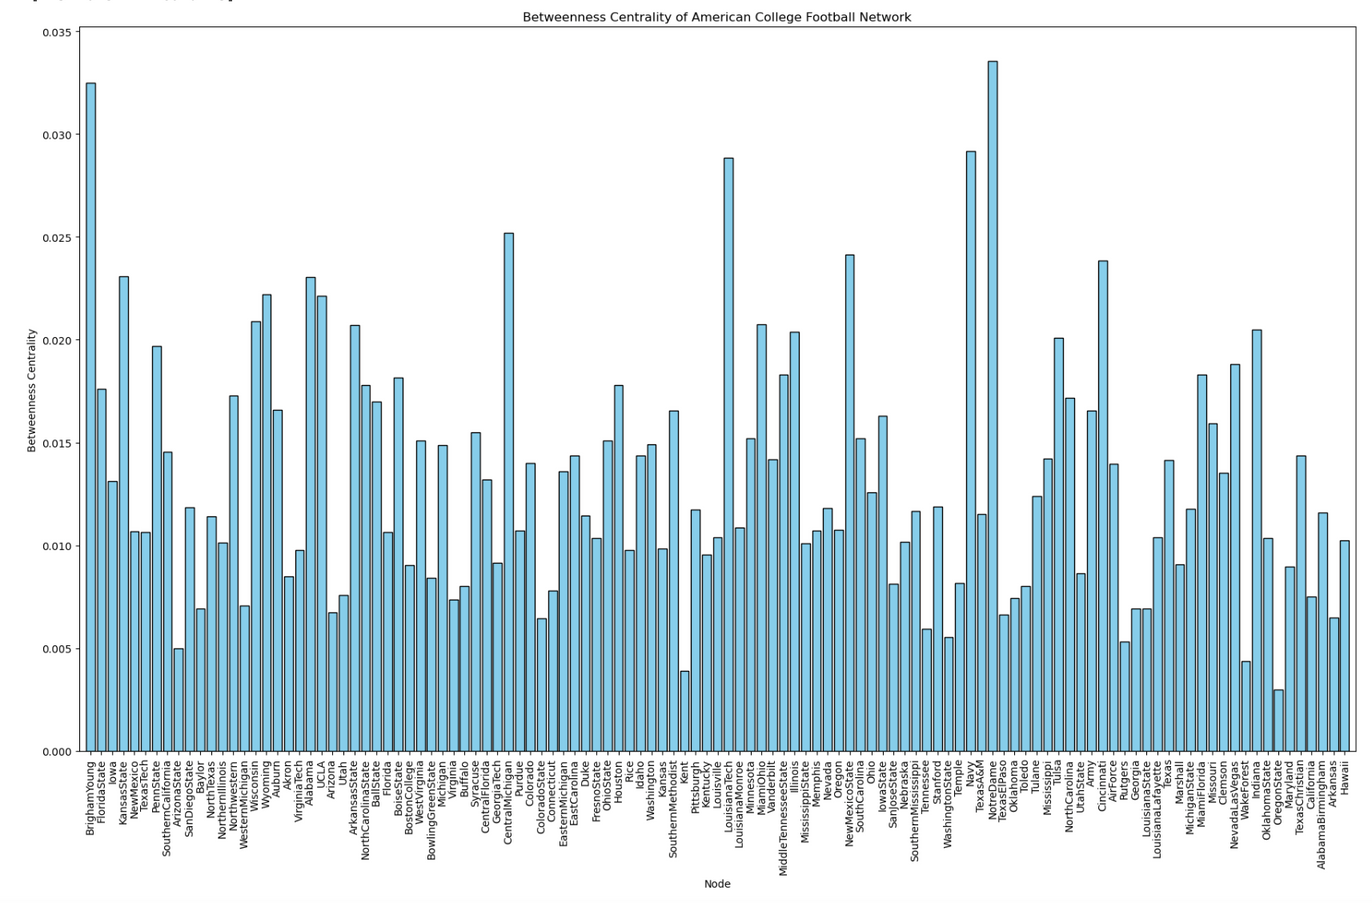 Betweenness Centrality of American College Football Network
Betweenness Centrality
0.035
0.030
0.025
0.020
0.015
0.010
0.005
0.000
BrighamYoung
FloridaState
Iowa
KansasState
NewMexico
TexasTech
PennState
SouthernCalifornia
ArizonaState
SanDiegoState
Baylor
NorthTexas
NorthernIllinois
Northwestern
WesternMichigan
Wisconsin
Wyoming
Auburn
Akron
VirginiaTech
Alabama
UCLA
Arizona
Utah
ArkansasState
NorthCarolinaState
BallState
Florida
BoiseState
BostonCollege
WestVirginia
BowlingGreenState
Michigan
Virginia
Buffalo
Syracuse
CentralFlorida
GeorgiaTech
CentralMichigan
Purdue
Colorado
ColoradoState
Connecticut
EasternMichigan
EastCarolina
Duke
FresnoState
OhioState
Houston
Rice
Idaho
Washington
Kansas
SouthernMethodist
Kent
Pittsburgh
Kentucky
Louisville
LouisianaTech
LouisianaMonroe
Minnesota
MiamiOhio
Vanderbilt
MiddleTennesseeState
Illinois
MississippiState
Memphis
Nevada
Oregon
NewMexicoState
SouthCarolina
Ohio
IowaState
SanJoseState
Nebraska
SouthernMississippi
Tennessee
Stanford
WashingtonState
Temple
Navy
TexasA&M
NotreDame
TexasElPaso
Oklahoma
Toledo
Tulane
Mississippi
Tulsa
NorthCarolina
UtahState
Army
Cincinnati
AirForce
Rutgers
Georgia
LouisianaState
LouisianaLafayette
Texas
Marshall
MichiganState
MiamiFlorida
Missouri
Clemson
NevadaLasVegas
WakeForest
Indiana
OklahomaState
OregonState
Maryland
TexasChristian
California
AlabamaBirmingham
Arkansas
Hawaii
Node